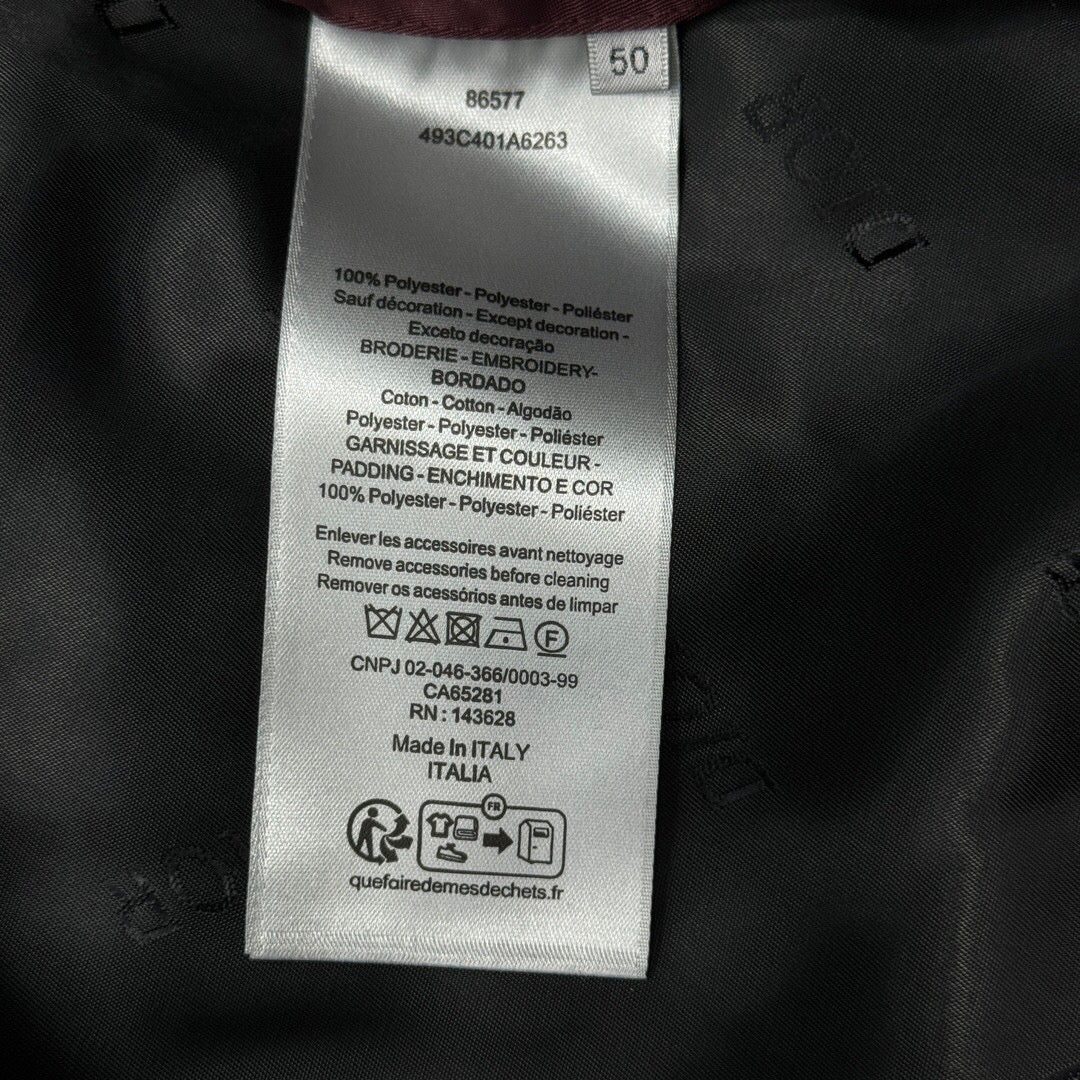 50
86577
493C401A6263
100% Polyester - Polyester - Poliéster
Sauf décoration - Except decoration -
Exceto decoração
BRODERIE - EMBROIDERY-
BORDADO
Coton - Cotton - Algodão
Polyester - Polyester - Poliéster
GARNISSAGE ET COULEUR -
PADDING - ENCHIMENTO E COR
100% Polyester - Polyester - Poliéster
Enlever les accessoires avant nettoyage
Remove accessories before cleaning
Remover os acessórios antes de limpar
F
CNPJ 02-046-366/0003-99
CA65281
RN : 143628
Made In ITALY
ITALIA
FR
quefairedemesdechets.fr
DIOR